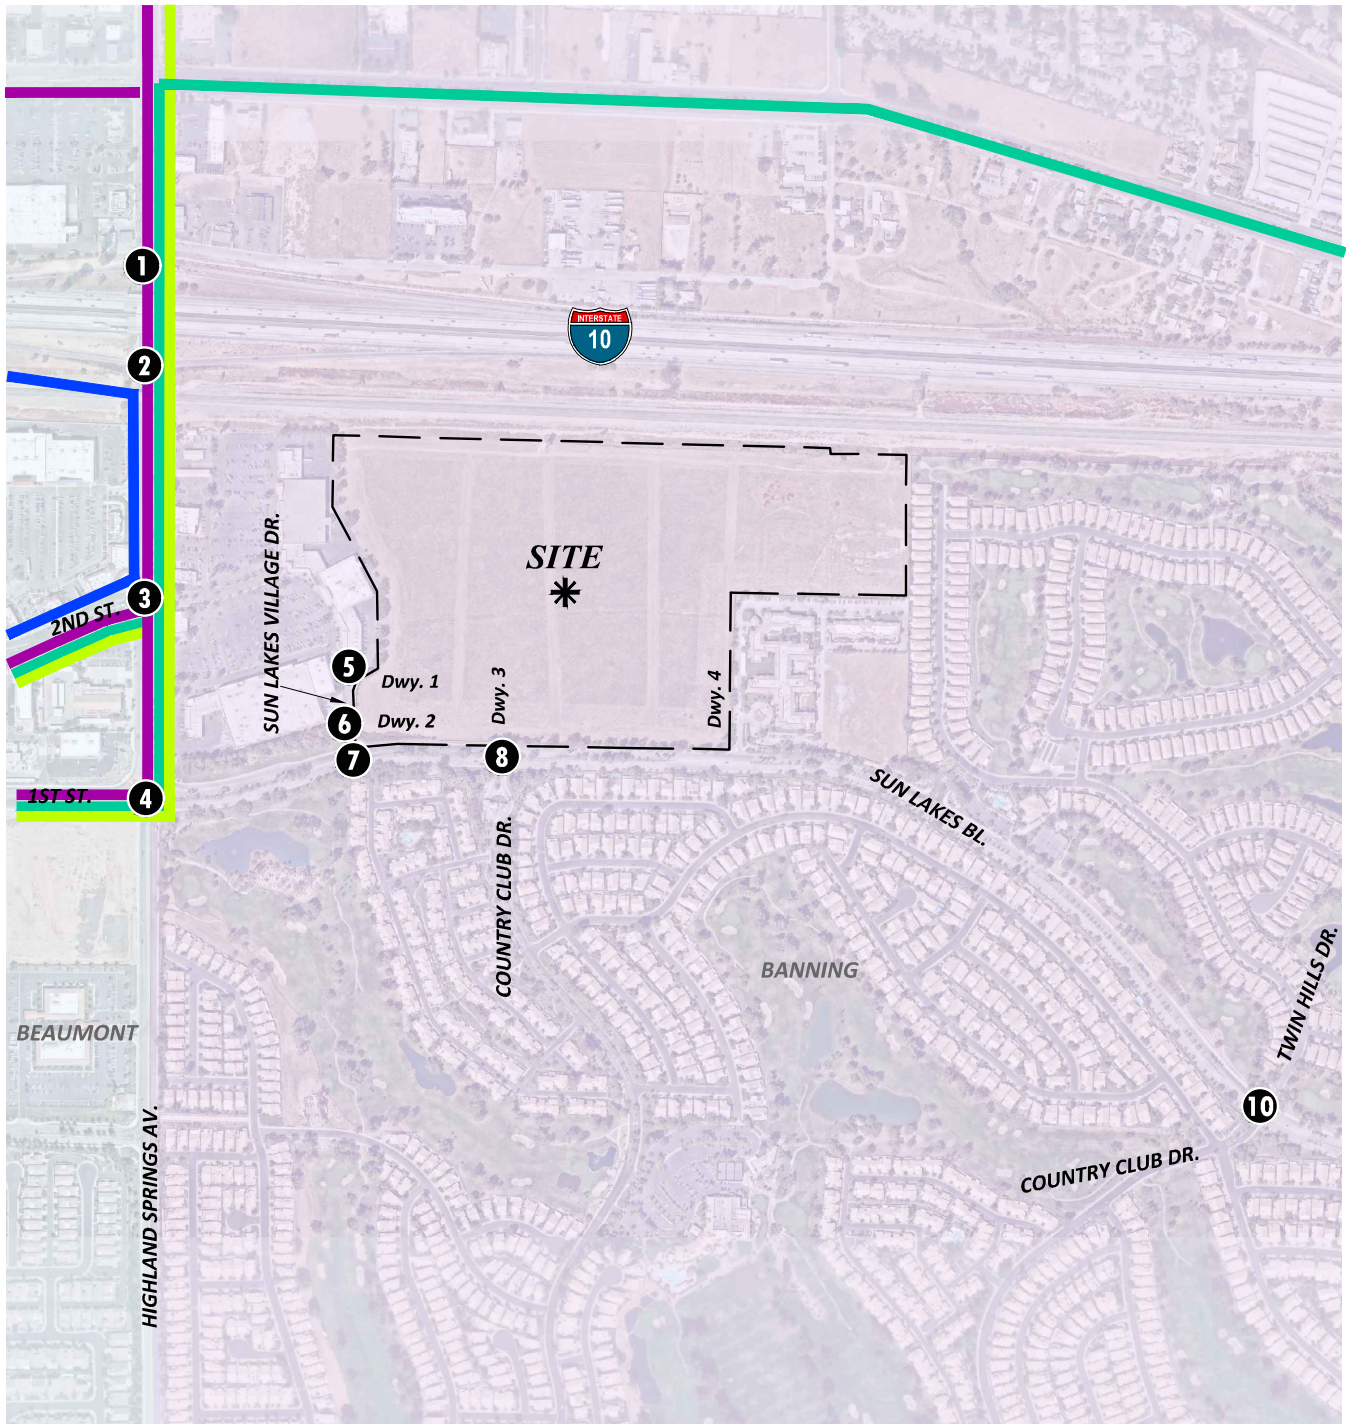 1
INTERSTATE
10
2
SUN LAKES VILLAGE DR.
SITE
3
2ND ST.
5
Dwy. 1
Dwy. 3
Dwy. 4
6
Dwy. 2
7
8
1ST ST.
4
SUN LAKES BL.
COUNTRY CLUB DR.
BANNING
TWIN HILLS DR.
BEAUMONT
10
HIGHLAND SPRINGS AV.
COUNTRY CLUB DR.